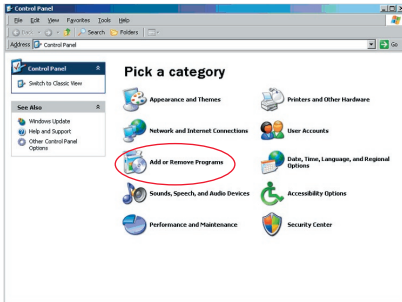 Control Panel
File Edit View Favorites Tools Help
Back Search Folders
Address Control Panel Go
Control Panel
Switch to Classic View
See Also
Windows Update
Help and Support
Other Control Panel
Options
Pick a category
Appearance and Themes
Printers and Other Hardware
Network and Internet Connections
User Accounts
Add or Remove Programs
Date, Time, Language, and Regional
Options
Sounds, Speech, and Audio Devices
Accessibility Options
Performance and Maintenance
Security Center